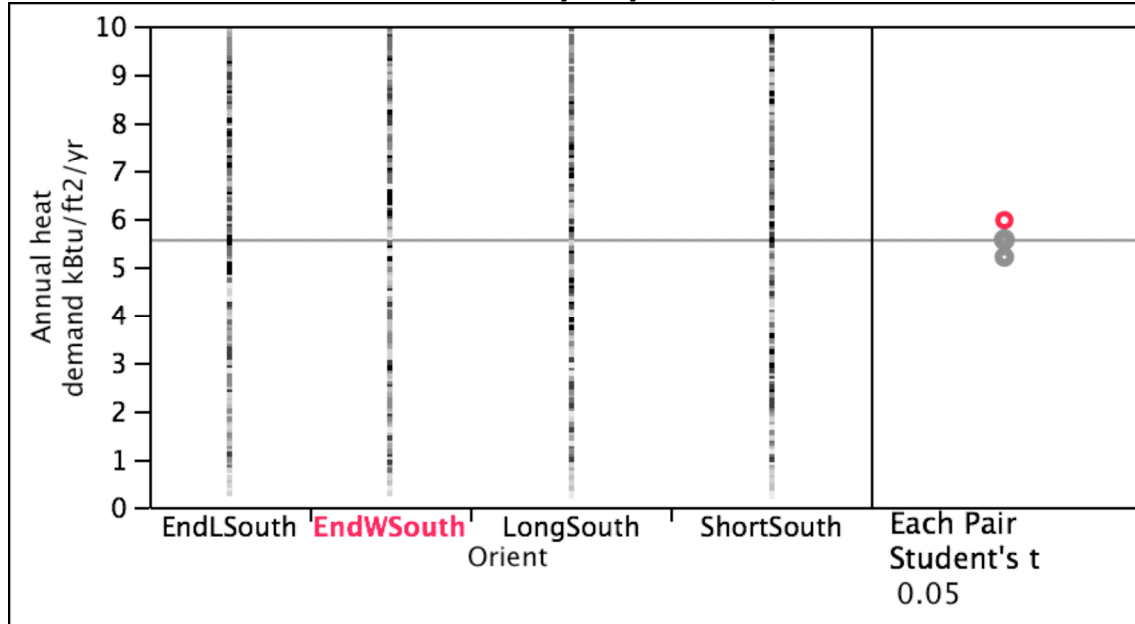 Annual heat
demand kBtu/ft2/yr
10
9
8
7
6
5
4
3
2
1
0
EndLSouth
EndWSouth
LongSouth
ShortSouth
Orient
Each Pair
Student's t
0.05